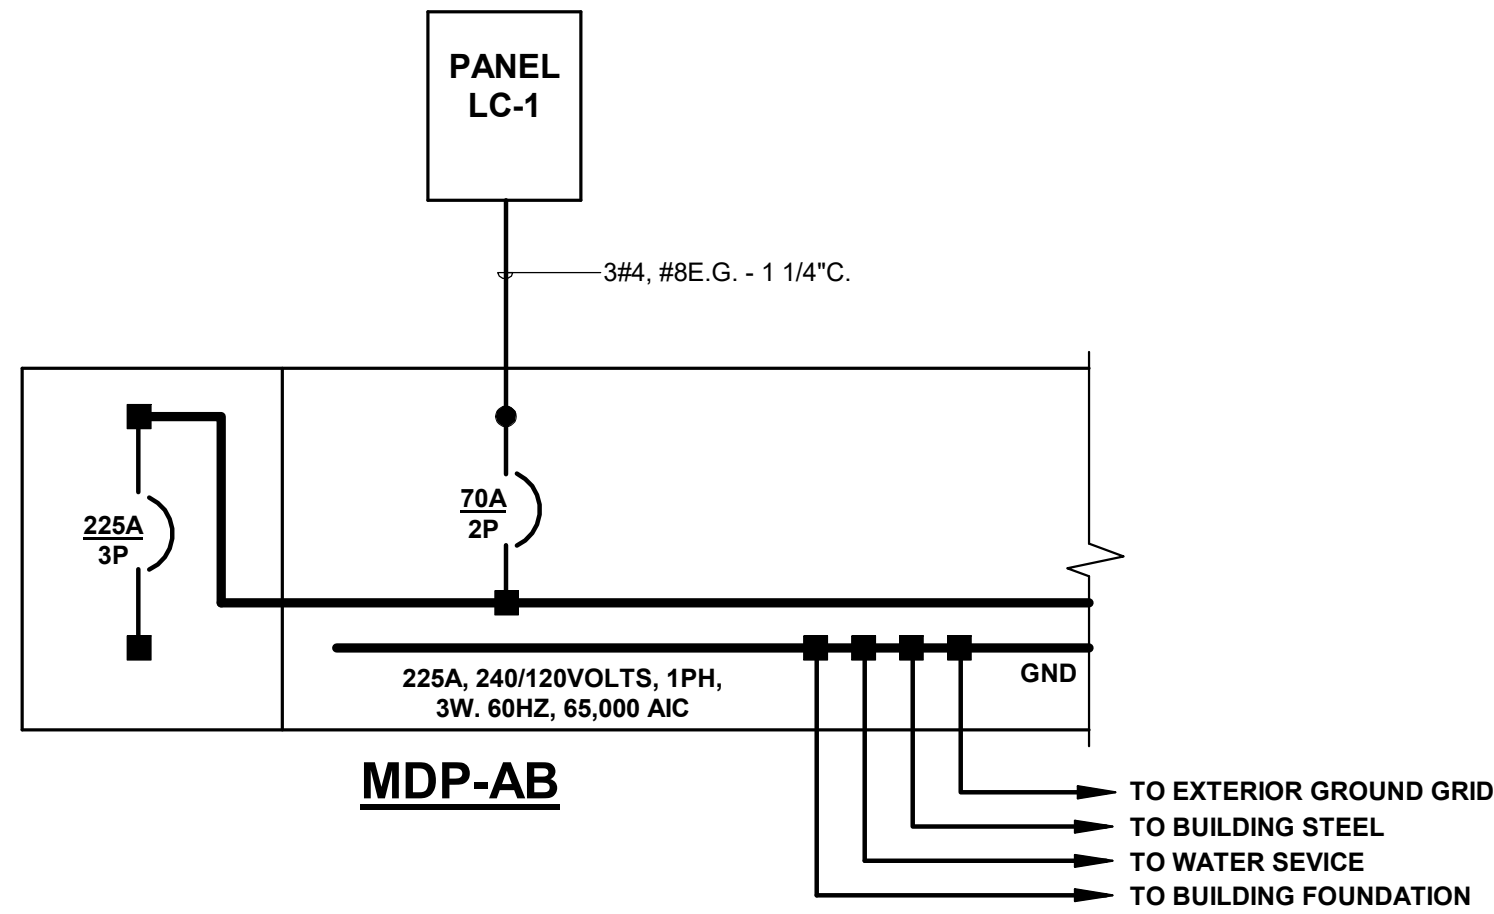 PANEL
LC-1
3#4, #8E.G. - 1 1/4"C.
225A
3P
70A
2P
225A, 240/120VOLTS, 1PH,
3W. 60HZ, 65,000 AIC
GND
MDP-AB
TO EXTERIOR GROUND GRID
TO BUILDING STEEL
TO WATER SEVICE
TO BUILDING FOUNDATION